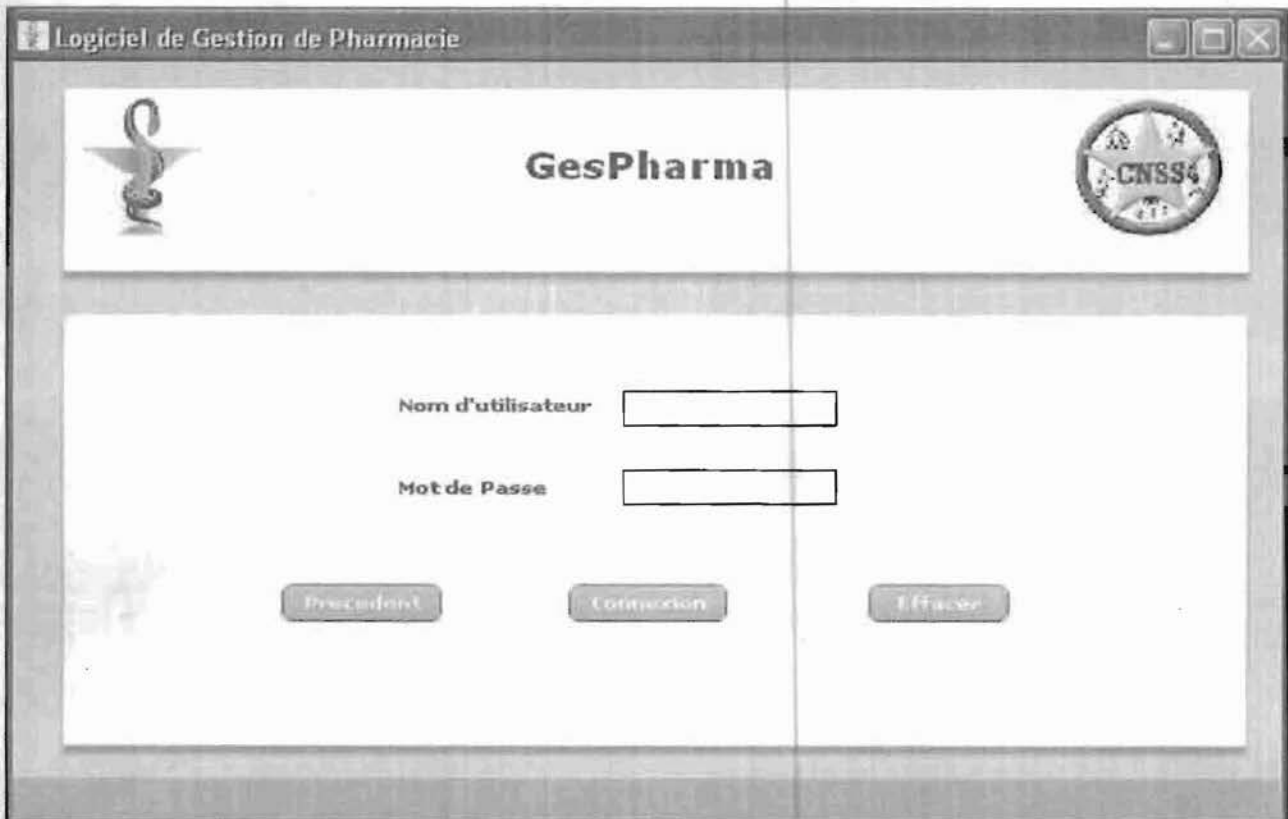 Logiciel de Gestion de Pharmacie
GesPharma
CNSS
Nom d'utilisateur
Mot de Passe
Precedent
Connexion
Effacer